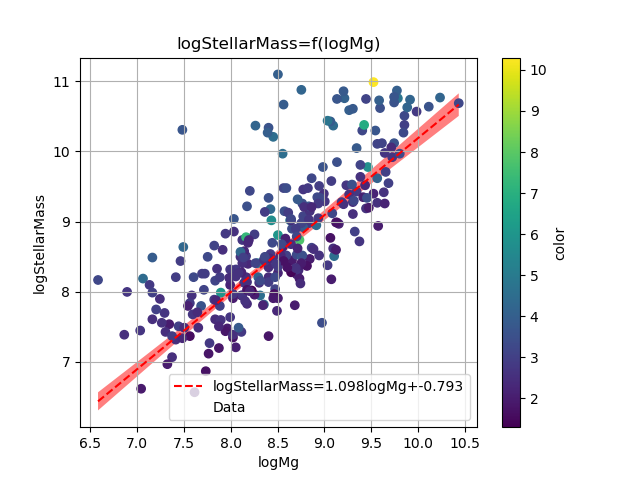 logStellarMass=f(logMg)
11
10
9
8
7
logStellarMass
6.5 7.0 7.5 8.0 8.5 9.0 9.5 10.0 10.5
logMg
logStellarMass=1.098logMg+-0.793
Data
10
9
8
7
6
5
4
3
2
color